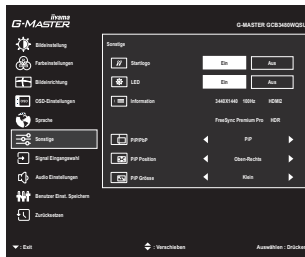 iiyama
G-MASTER
G-MASTER GCB3480WQSU
Bildeinstellung
Sonstige
Farbeinstellungen
Startlogo Ein Aus
Bildeinrichtung
LED Ein Aus
OSD-Einstellungen
Information 3440X1440 100Hz HDMI2
Sprache
FreeSync Premium Pro HDR
Sonstige
PIP/PbP PIP
Signal Eingangswahl
PIP Position Oben-Rechts
Audio Einstellungen
PIP Grösse Klein
Benutzer Einst. Speichern
Zurücksetzen
: Exit : Verschieben Auswählen : Drücken